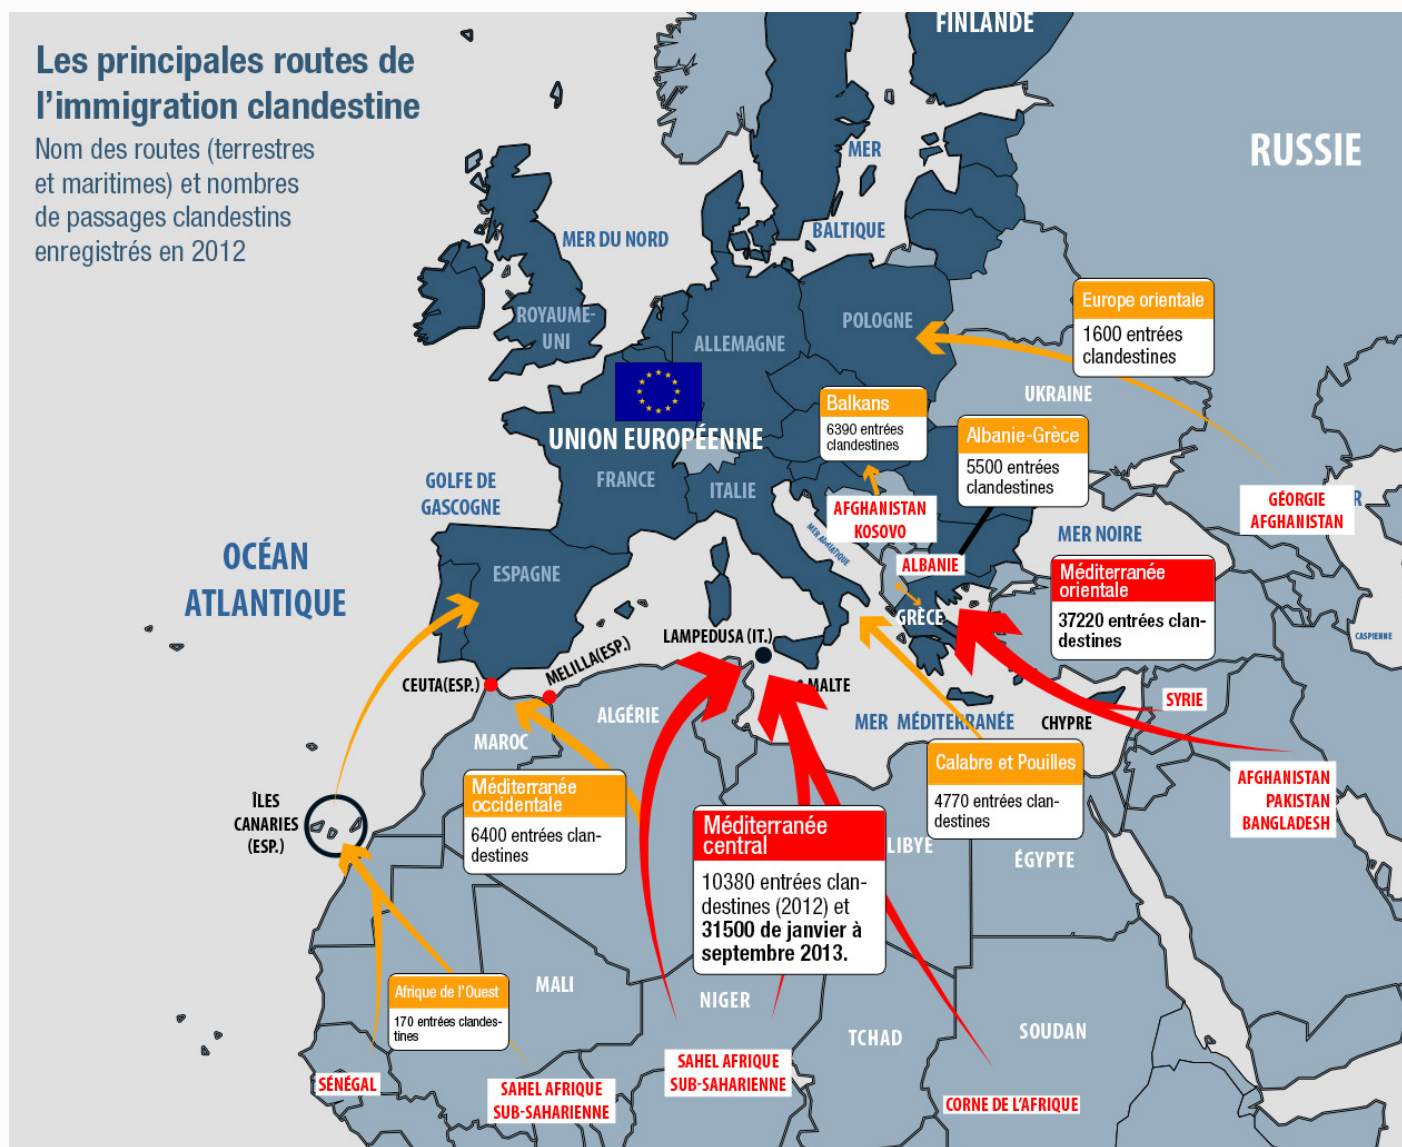 Les principales routes de
l'immigration clandestine
Nom des routes (terrestres
et maritimes) et nombres
de passages clandestins
enregistrés en 2012
FINLANDE
RUSSIE
MER
BALTIQUE
MER DU NORD
ROYAUME-
UNI
POLOGNE
ALLEMAGNE
Europe orientale
1600 entrées
clandestines
UKRAINE
Balkans
6390 entrées
clandestines
Albanie-Grèce
5500 entrées
clandestines
UNION EUROPÉENNE
FRANCE
ITALIE
GOLFE DE
GASCOGNE
AFGHANISTAN
KOSOVO
GÉORGIE
AFGHANISTAN
R
MER ADRIATIQUE
MER NOIRE
OCÉAN
ATLANTIQUE
ESPAGNE
ALBANIE
GRÈCE
Méditerranée
orientale
37220 entrées clan-
destines
CASPIENNE
LAMPEDUSA (IT.)
MELILLA(ESP.)
CEUTA(ESP.)
MALTE
SYRIE
ALGÉRIE
MAROC
MER MÉDITERRANÉE
CHYPRE
Calabre et Pouilles
4770 entrées clan-
destines
AFGHANISTAN
PAKISTAN
BANGLADESH
Méditerranée
occidentale
6400 entrées clan-
destines
ÎLES
CANARIES
(ESP.)
Méditerranée
central
10380 entrées clan-
destines (2012) et
31500 de janvier à
septembre 2013.
LIBYE
ÉGYPTE
Afrique de l'Ouest
170 entrées clandes-
tines
MALI
NIGER
TCHAD
SOUDAN
SÉNÉGAL
SAHEL AFRIQUE
SUB-SAHARIENNE
SAHEL AFRIQUE
SUB-SAHARIENNE
CORNE DE L'AFRIQUE